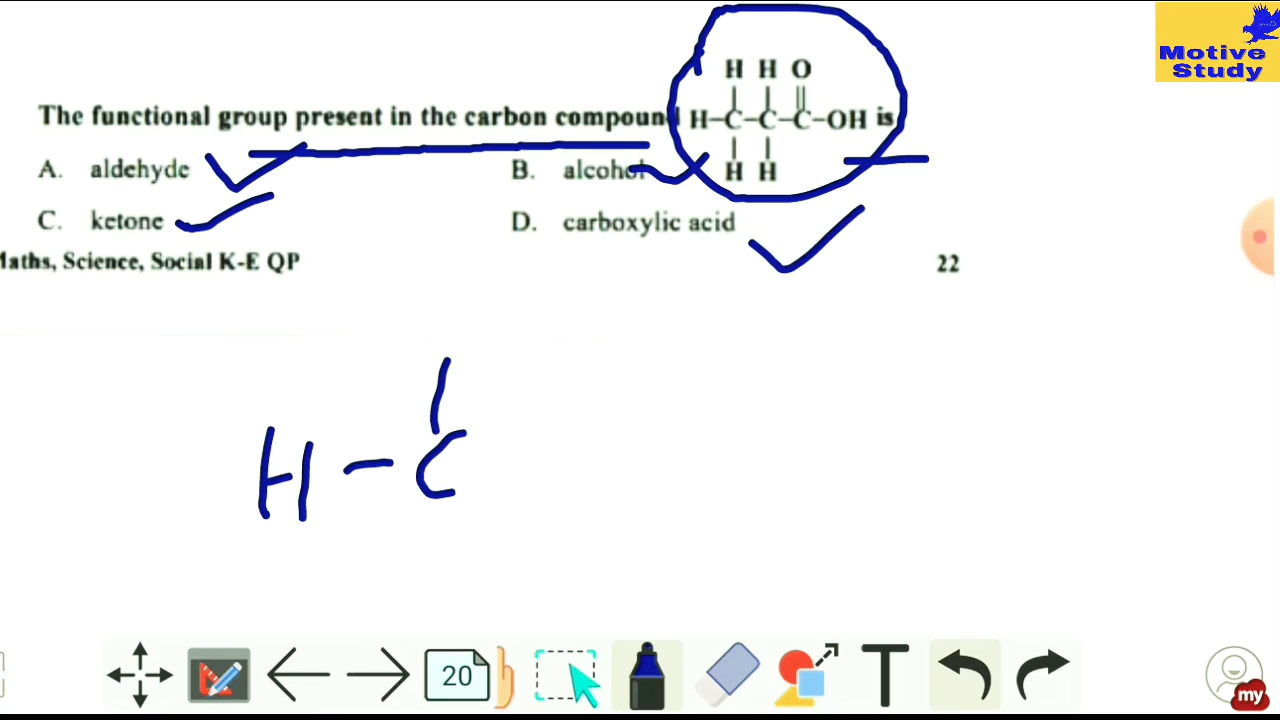 Motive
Study
H H O
The functional group present in the carbon compound H–C–C–C–OH is
H H
A. aldehyde
B. alcohol
C. ketone
D. carboxylic acid
Maths, Science, Social K-E QP
22
H – C
20
T
my